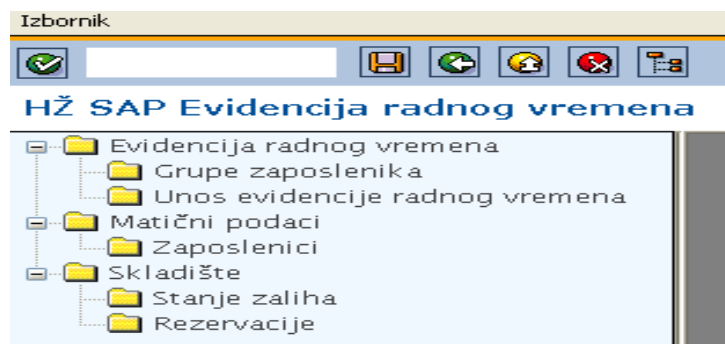 Izbornik
HŽ SAP Evidencija radnog vremena
Evidencija radnog vremena
Grupe zaposlenika
Unos evidencije radnog vremena
Matični podaci
Zaposlenici
Skladište
Stanje zaliha
Rezervacije